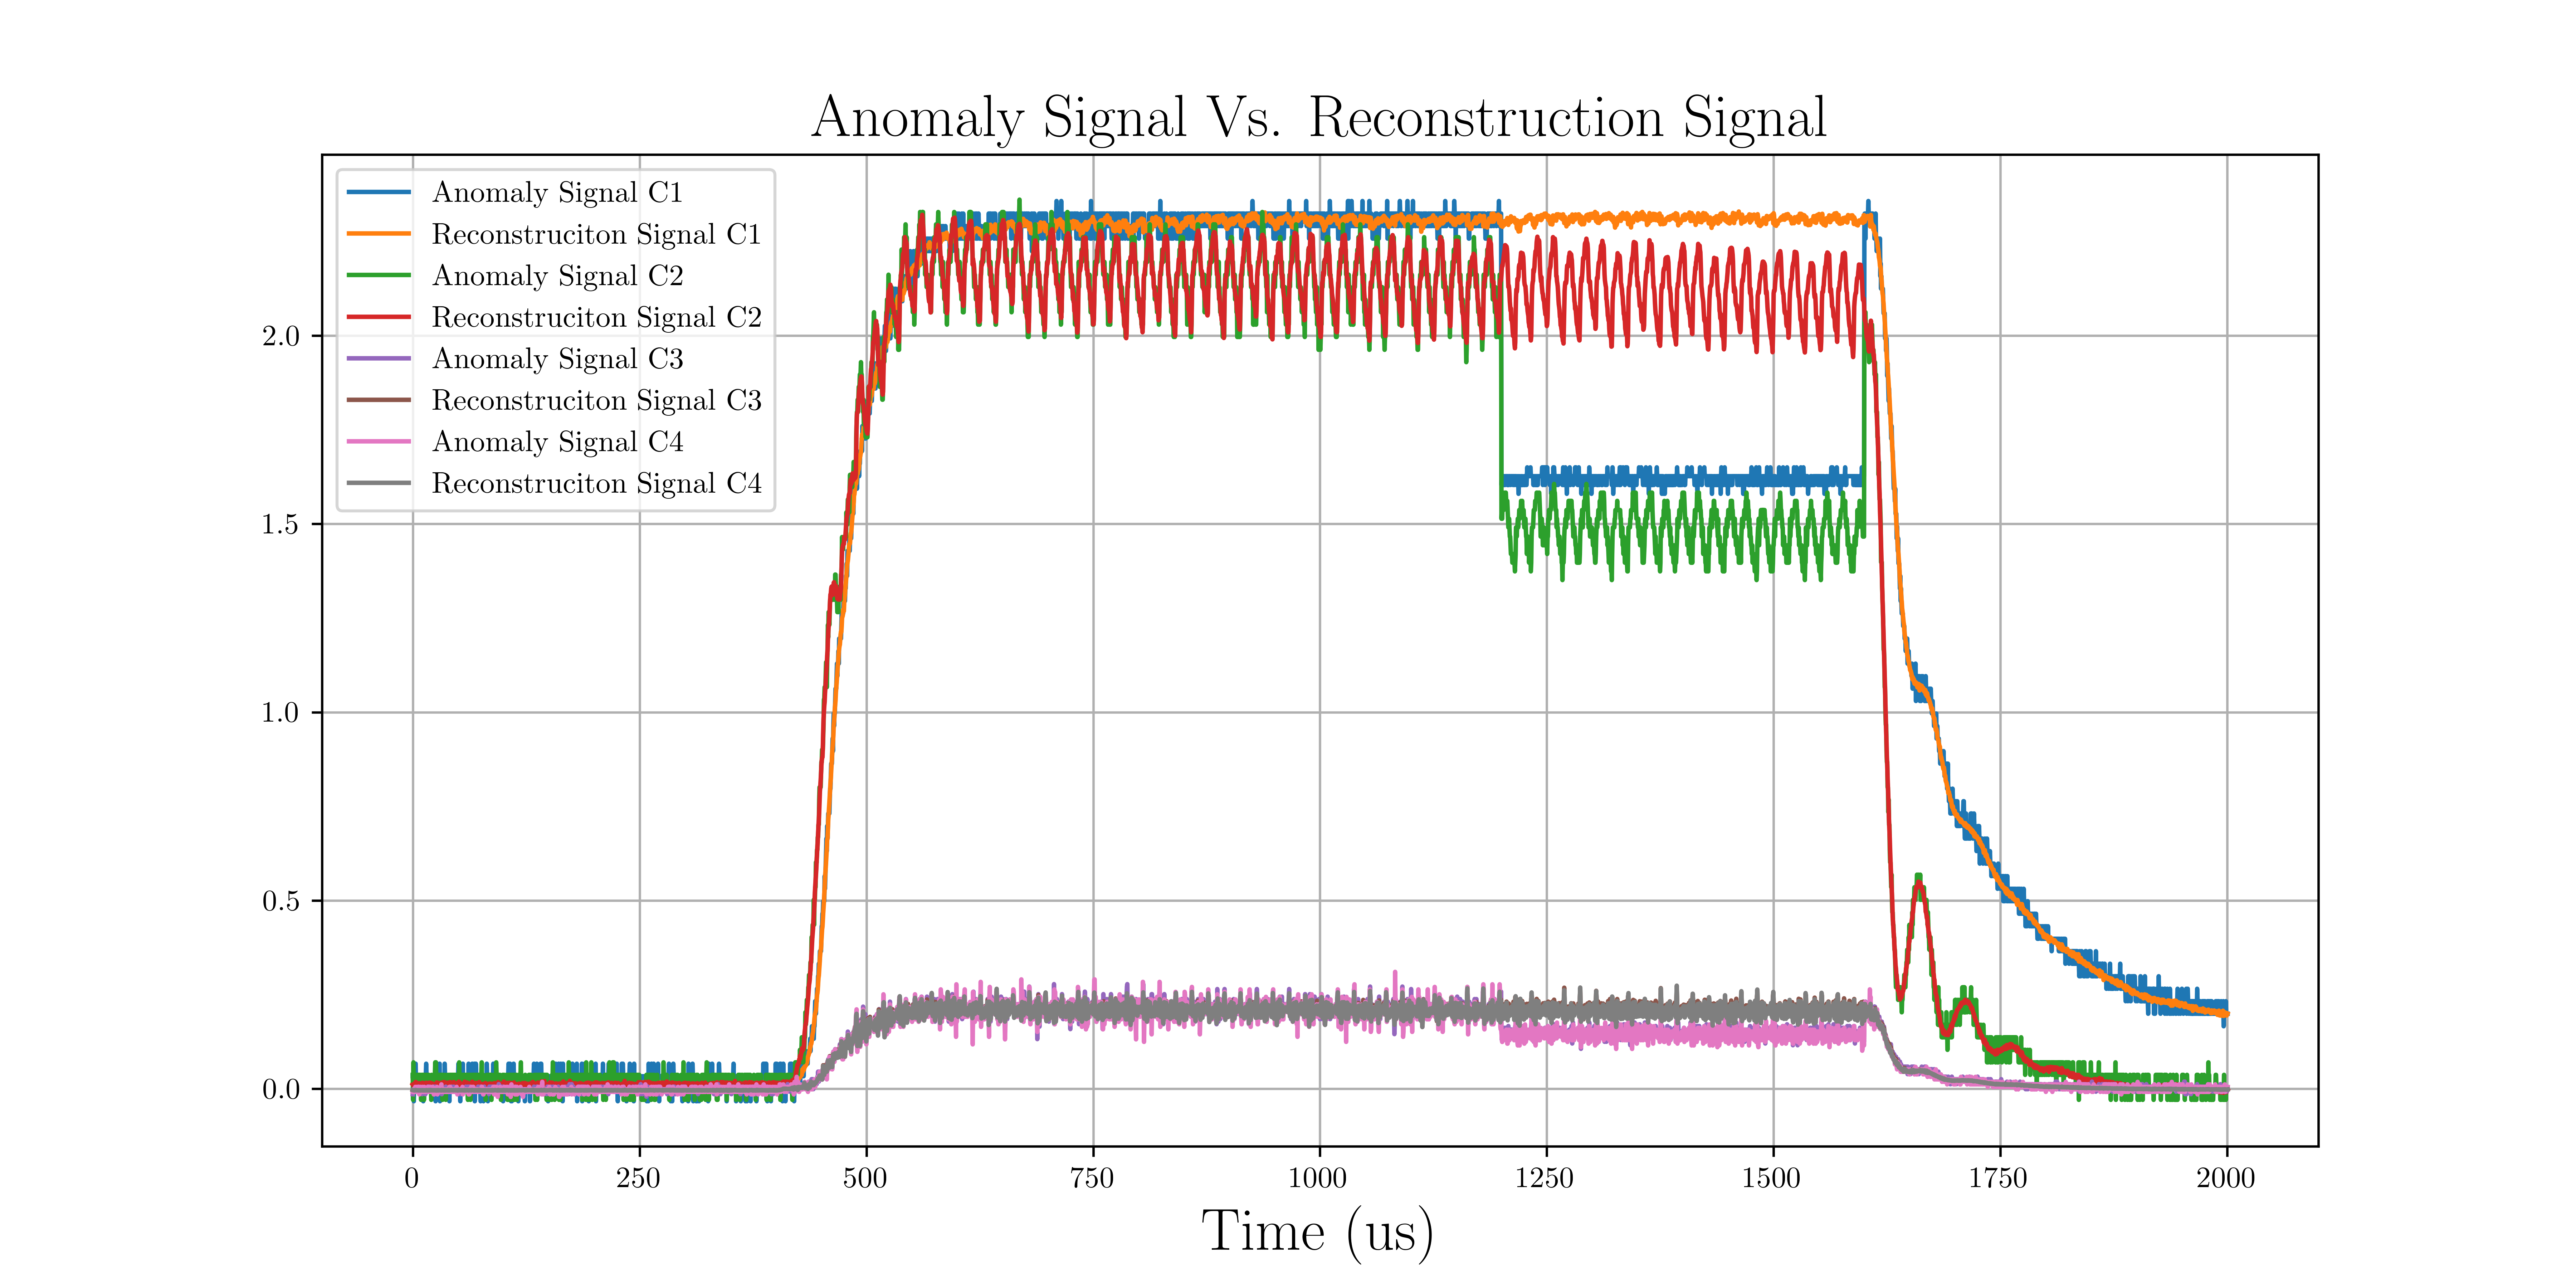 Anomaly Signal Vs. Reconstruction Signal
Anomaly Signal C1
Reconstruciton Signal C1
Anomaly Signal C2
Reconstruciton Signal C2
Anomaly Signal C3
Reconstruciton Signal C3
Anomaly Signal C4
Reconstruciton Signal C4
2.0
1.5
1.0
0.5
0.0
0 250 500 750 1000 1250 1500 1750 2000
Time (us)